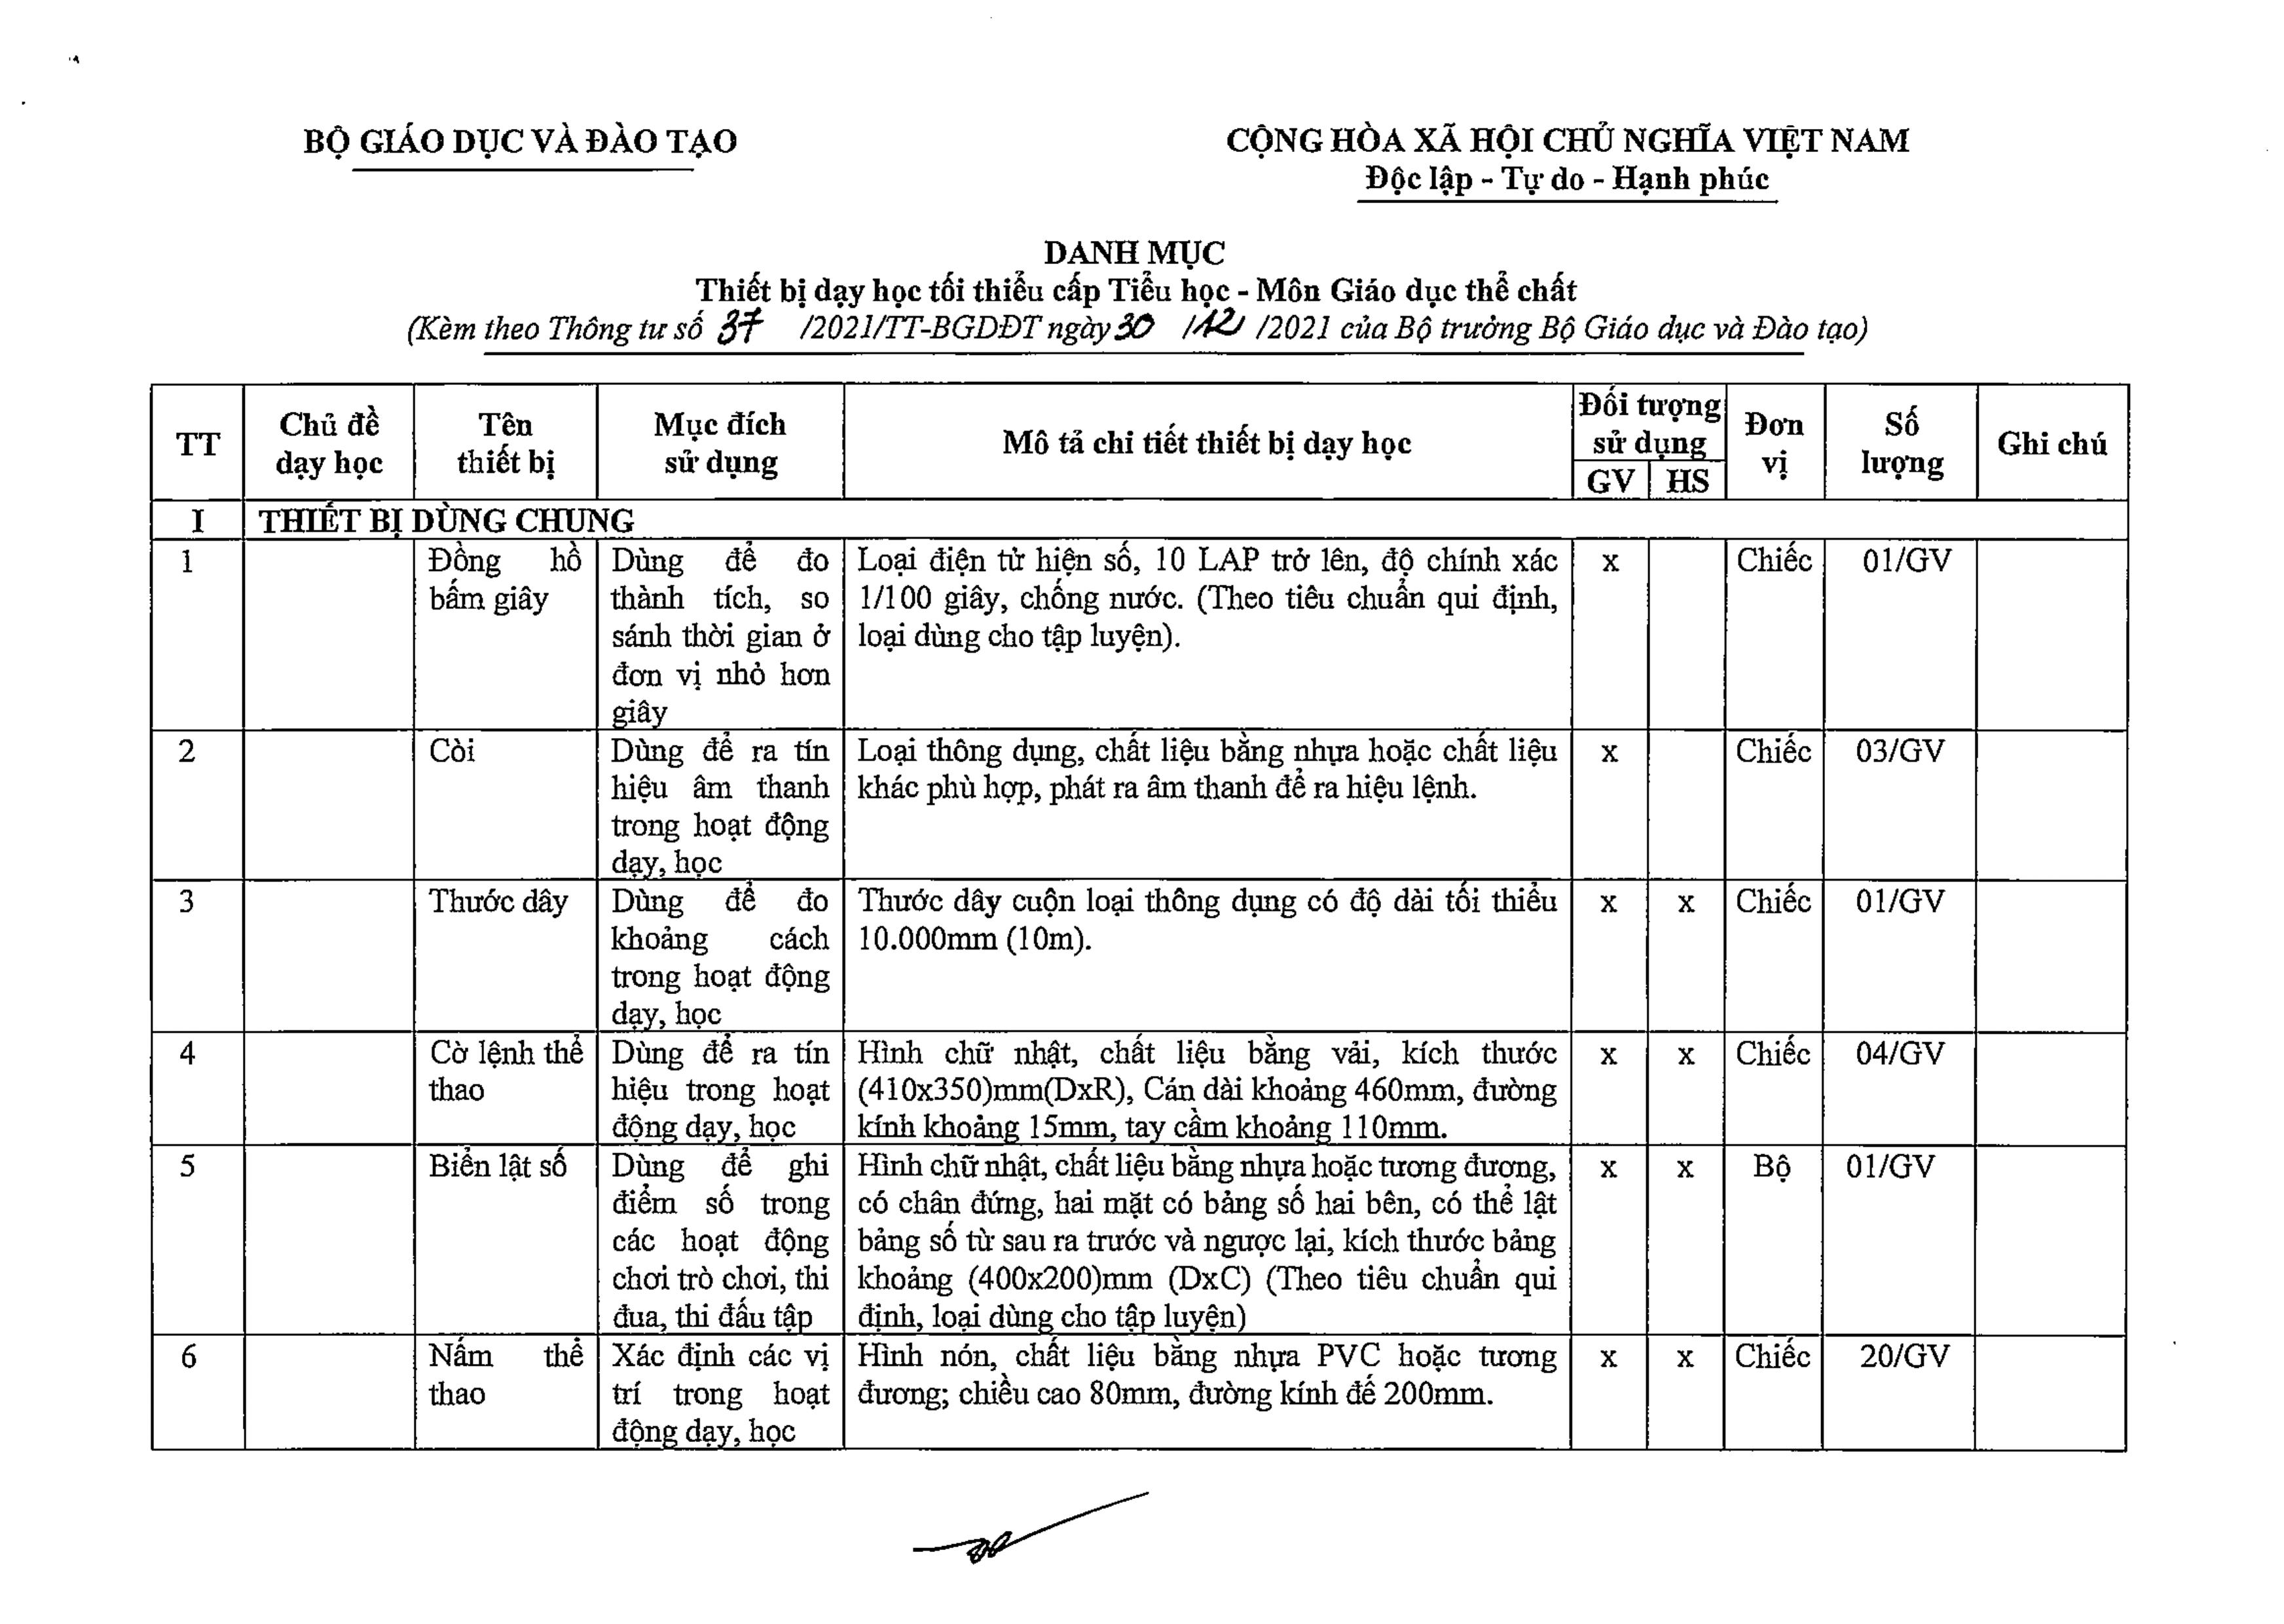 BỘ GIÁO DỤC VÀ ĐÀO TẠO
CỘNG HÒA XÃ HỘI CHỦ NGHĨA VIỆT NAM
Độc lập - Tự do - Hạnh phúc
DANH MỤC
Thiết bị dạy học tối thiểu cấp Tiểu học - Môn Giáo dục thể chất
(Kèm theo Thông tư số 37 /2021/TT-BGDĐT ngày 30 /12 /2021 của Bộ trưởng Bộ Giáo dục và Đào tạo)
TT
Chủ đề
dạy học
Tên
thiết bị
Mục đích
sử dụng
Mô tả chi tiết thiết bị dạy học
Đối tượng
sử dụng
GV
HS
Đơn
vị
Số
lượng
Ghi chú
I
THIẾT BỊ DÙNG CHUNG
1
Đồng hồ
bấm giây
Dùng để đo
thành tích, so
sánh thời gian ở
đơn vị nhỏ hơn
giây
Loại điện tử hiện số, 10 LAP trở lên, độ chính xác
1/100 giây, chống nước. (Theo tiêu chuẩn qui định,
loại dùng cho tập luyện).
x
Chiếc
01/GV
2
Còi
Dùng để ra tín
hiệu âm thanh
trong hoạt động
dạy, học
Loại thông dụng, chất liệu bằng nhựa hoặc chất liệu
khác phù hợp, phát ra âm thanh để ra hiệu lệnh.
x
Chiếc
03/GV
3
Thước dây
Dùng để đo
khoảng cách
trong hoạt động
dạy, học
Thước dây cuộn loại thông dụng có độ dài tối thiểu
10.000mm (10m).
x
x
Chiếc
01/GV
4
Cờ lệnh thể
thao
Dùng để ra tín
hiệu trong hoạt
động dạy, học
Hình chữ nhật, chất liệu bằng vải, kích thước
(410x350)mm(DxR), Cán dài khoảng 460mm, đường
kính khoảng 15mm, tay cầm khoảng 110mm.
x
x
Chiếc
04/GV
5
Biển lật số
Dùng để ghi
điểm số trong
các hoạt động
chơi trò chơi, thi
đua, thi đấu tập
Hình chữ nhật, chất liệu bằng nhựa hoặc tương đương,
có chân đứng, hai mặt có bảng số hai bên, có thể lật
bảng số từ sau ra trước và ngược lại, kích thước bảng
khoảng (400x200)mm (DxC) (Theo tiêu chuẩn qui
định, loại dùng cho tập luyện)
x
x
Bộ
01/GV
6
Nấm thể
thao
Xác định các vị
trí trong hoạt
động dạy, học
Hình nón, chất liệu bằng nhựa PVC hoặc tương
đương; chiều cao 80mm, đường kính đế 200mm.
x
x
Chiếc
20/GV